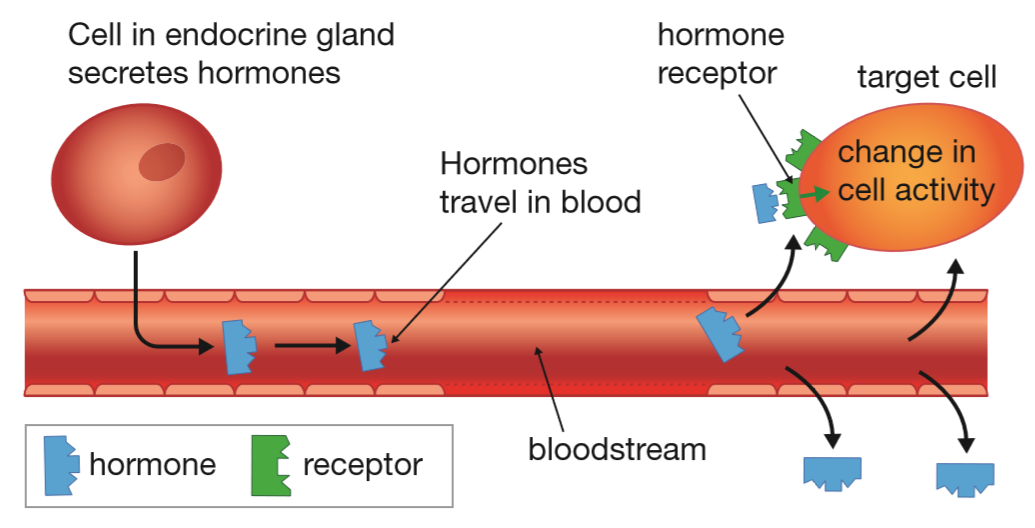 Cell in endocrine gland
secretes hormones
hormone
receptor
target cell
change in
cell activity
Hormones
travel in blood
bloodstream
hormone
receptor